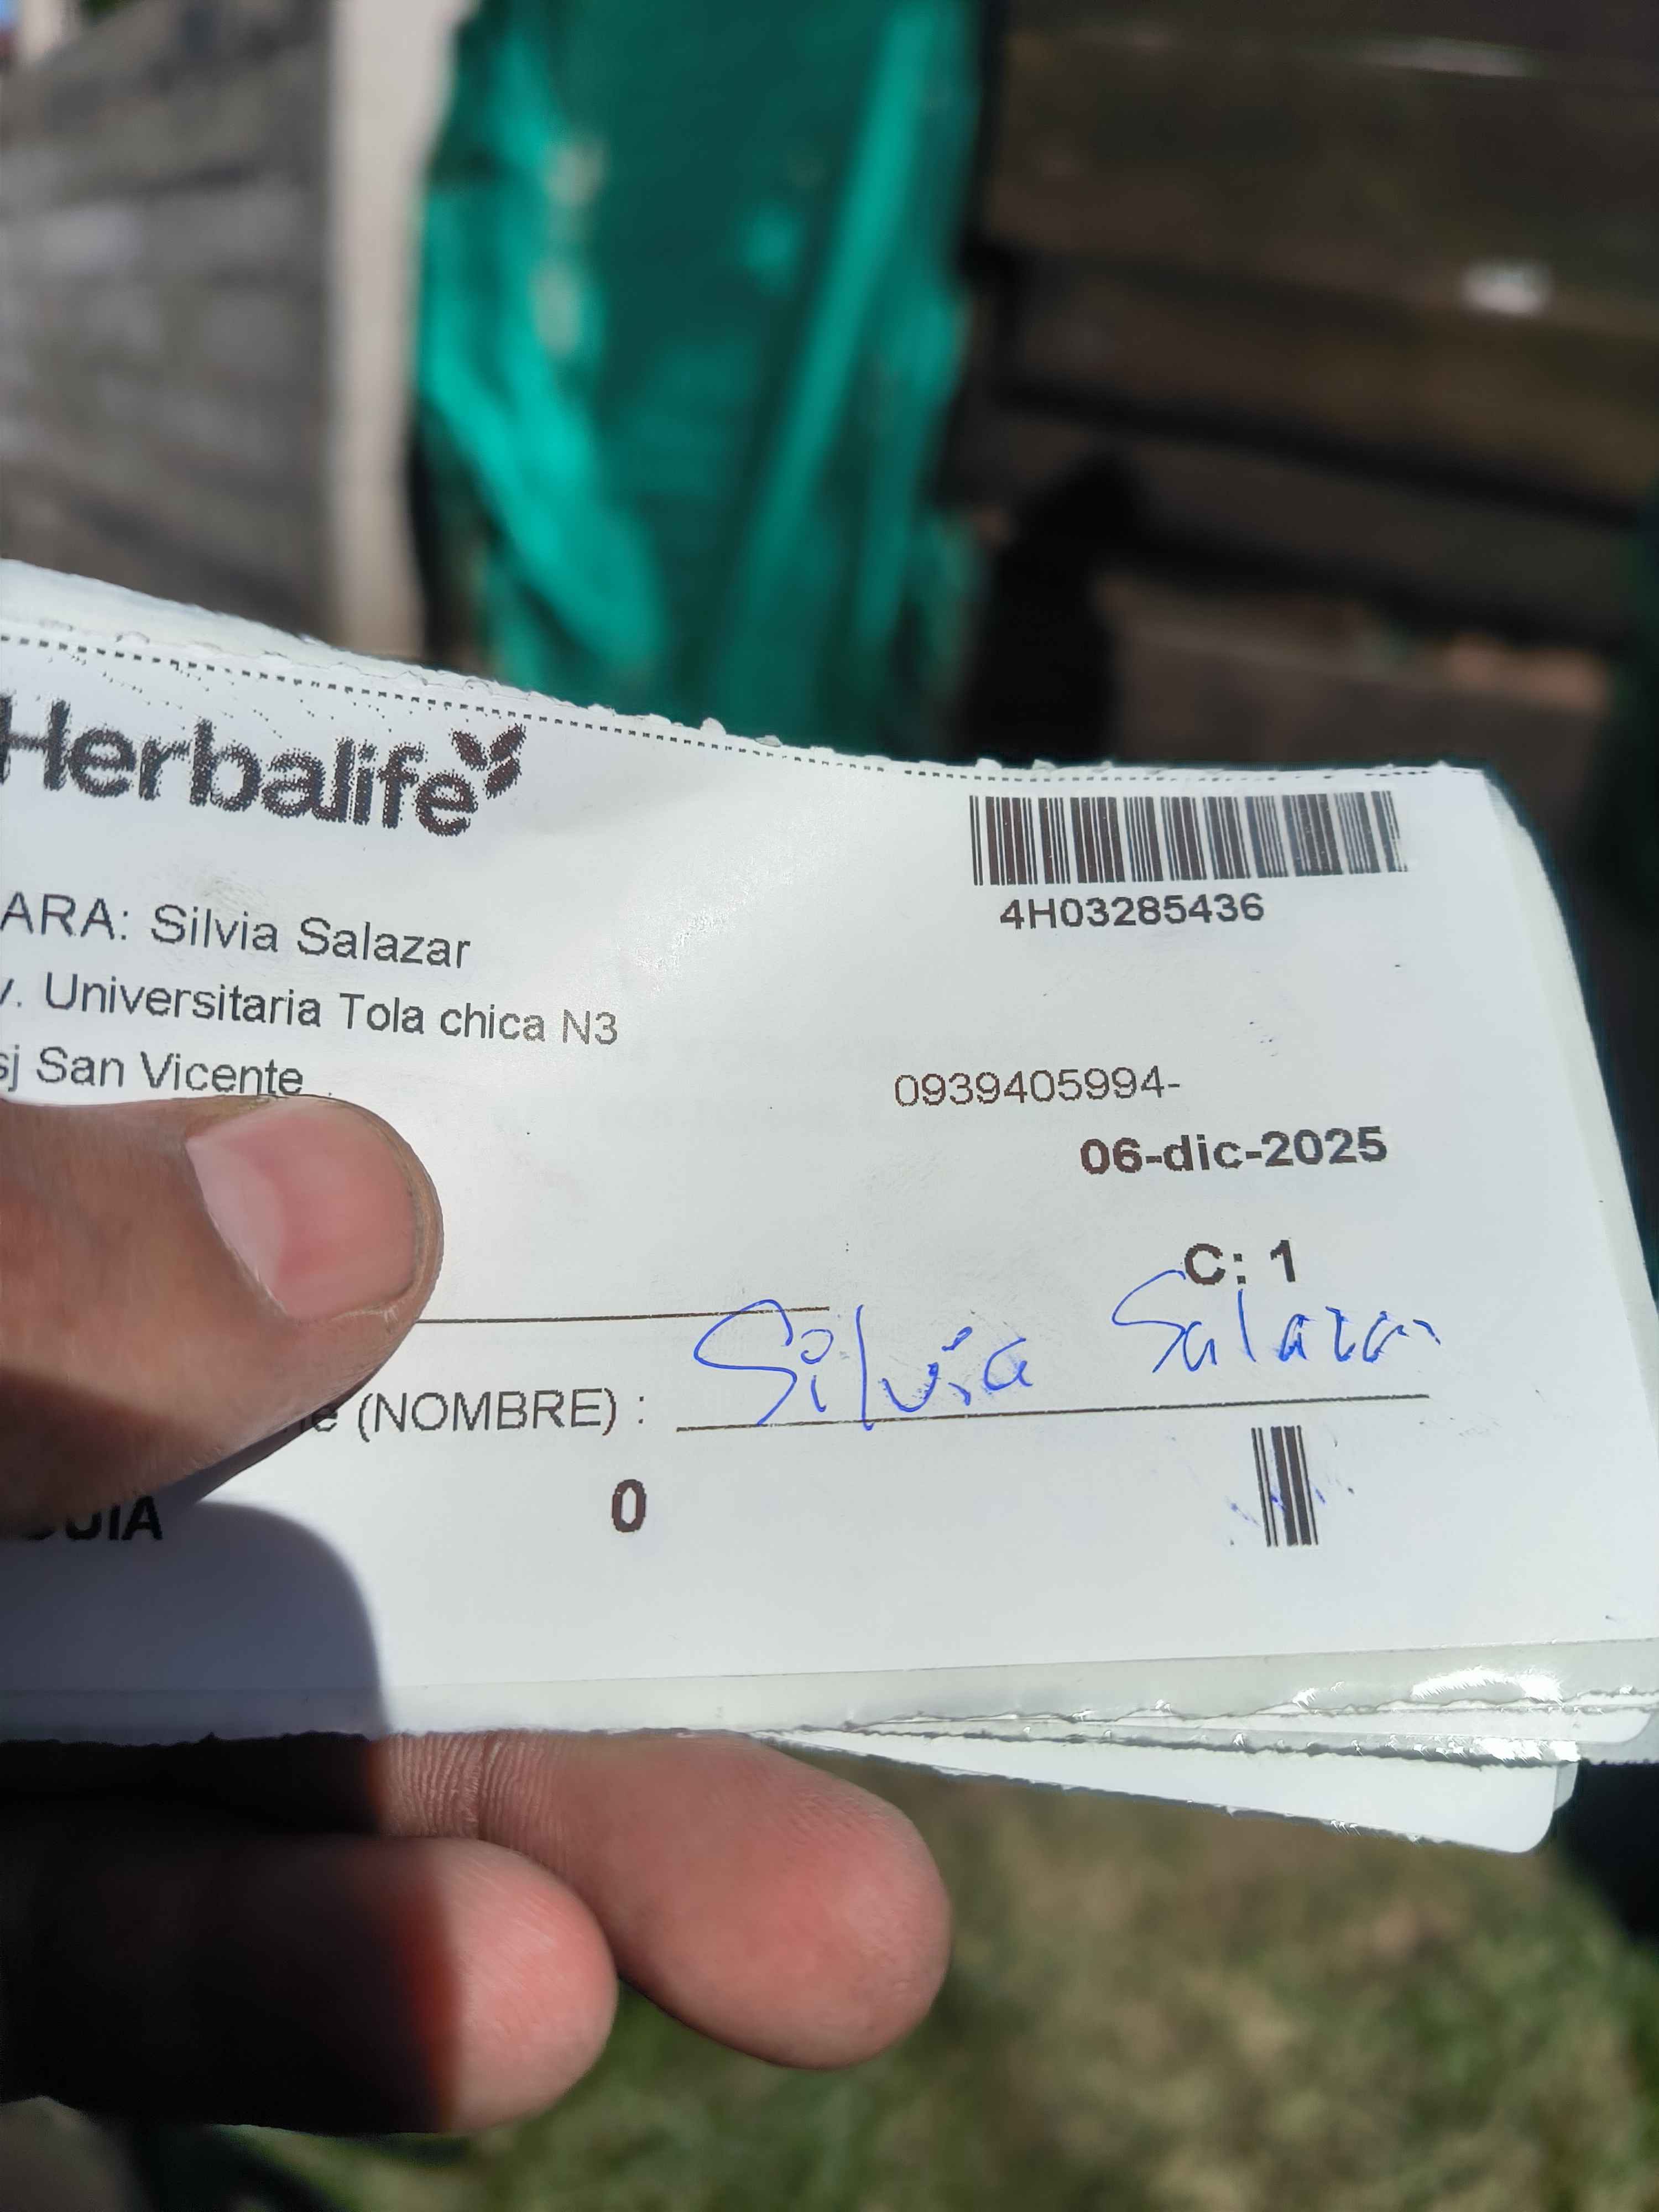 Herbalife
4H03285436
ARA: Silvia Salazar
v. Universitaria Tola chica N3
sj San Vicente
0939405994-
06-dic-2025
C: 1
(NOMBRE) : Silvia Salazar
0